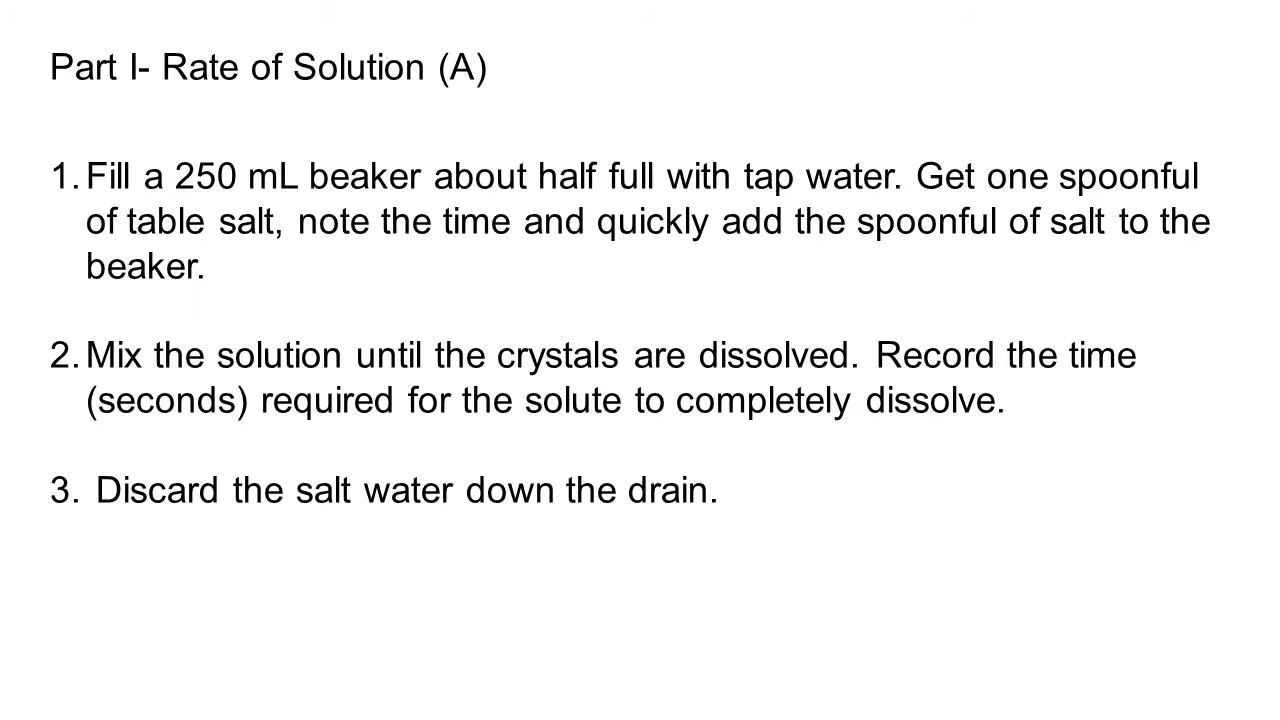 Part I- Rate of Solution (A)
1. Fill a 250 mL beaker about half full with tap water. Get one spoonful
of table salt, note the time and quickly add the spoonful of salt to the
beaker.
2. Mix the solution until the crystals are dissolved. Record the time
(seconds) required for the solute to completely dissolve.
3. Discard the salt water down the drain.